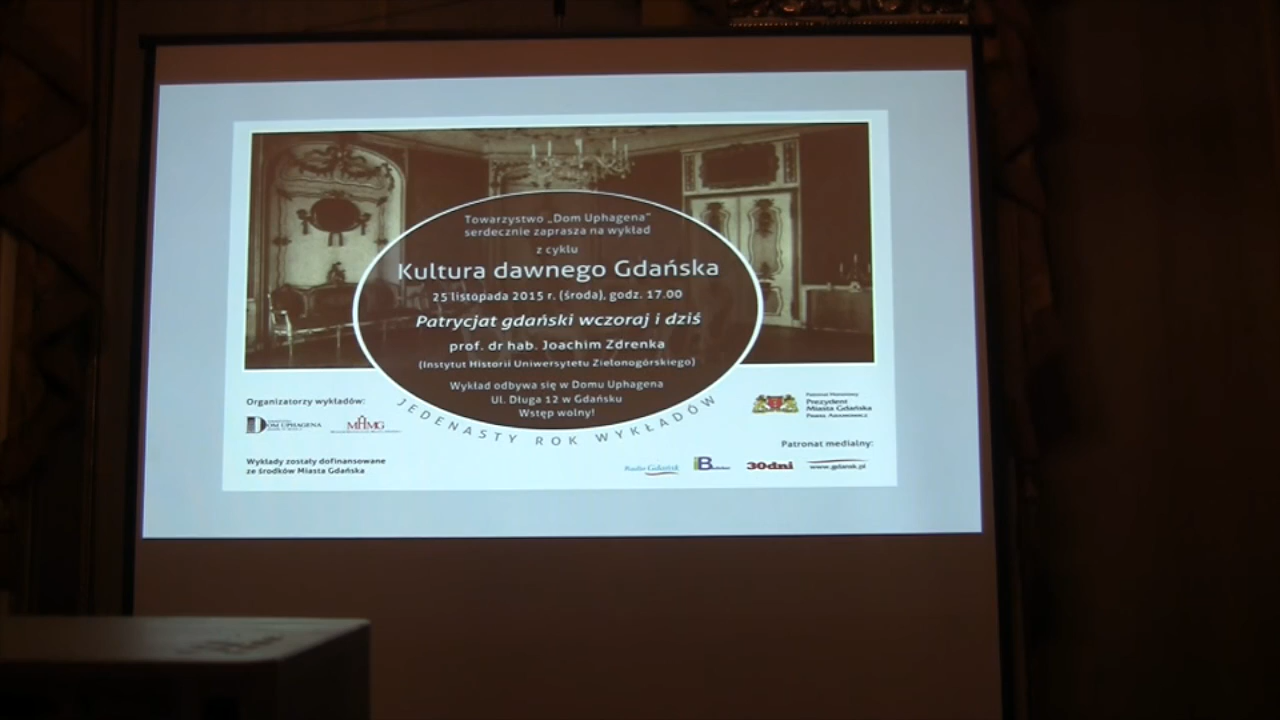 Towarzystwo „Dom Uphagena"
serdecznie zaprasza na wykład
z cyklu
Kultura dawnego Gdańska
25 listopada 2015 r. (środa), godz. 17.00
Patrycjat gdański wczoraj i dziś
prof. dr hab. Joachim Zdrenka
(Instytut Historii Uniwersytetu Zielonogórskiego)
Wykład odbywa się w Domu Uphagena
Ul. Długa 12 w Gdańsku
Wstęp wolny!
JEDENASTY ROK WYKŁADÓW
Organizatorzy wykładów:
DOM UPHAGENA
MHMG
Wykłady zostały dofinansowane
ze środków Miasta Gdańska
Prezydent
Miasta Gdańska
Pawła Adamowicza
Patronat medialny:
Radio Gdańsk
30dni
www.gdansk.pl